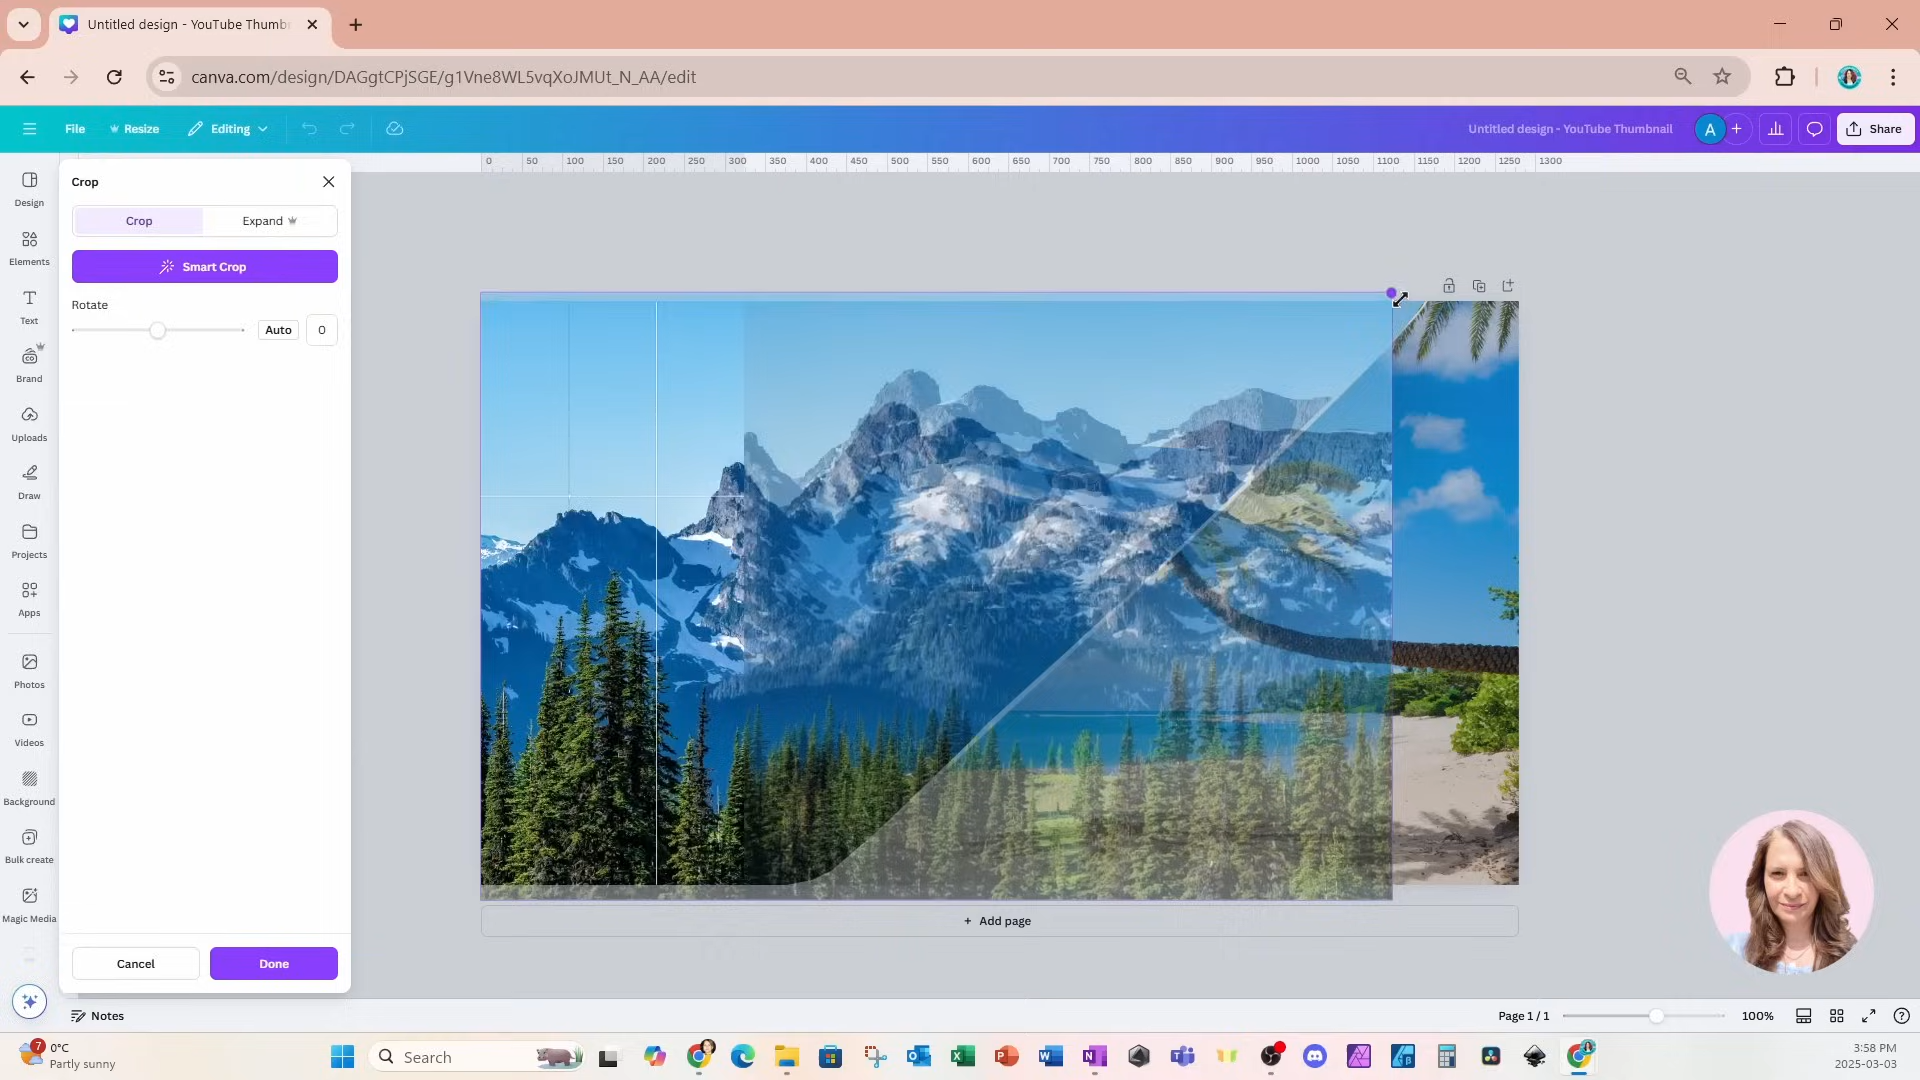 Untitled design - YouTube Thumb
canva.com/design/DAGgtCPjSGE/g1Vne8WL5vqXoJMUt_N_AA/edit
File
Resize
Editing
Untitled design - YouTube Thumbnail
A
Share
0 50 100 150 200 250 300 350 400 450 500 550 600 650 700 750 800 850 900 950 1000 1050 1100 1150 1200 1250 1300
Design
Elements
Text
Brand
Uploads
Draw
Projects
Apps
Photos
Videos
Background
Bulk create
Magic Media
Crop
Crop
Expand
Smart Crop
Rotate
Auto
0
Cancel
Done
+ Add page
Notes
Page 1 / 1
100%
7
0°C
Partly sunny
Search
3:58 PM
2025-03-03